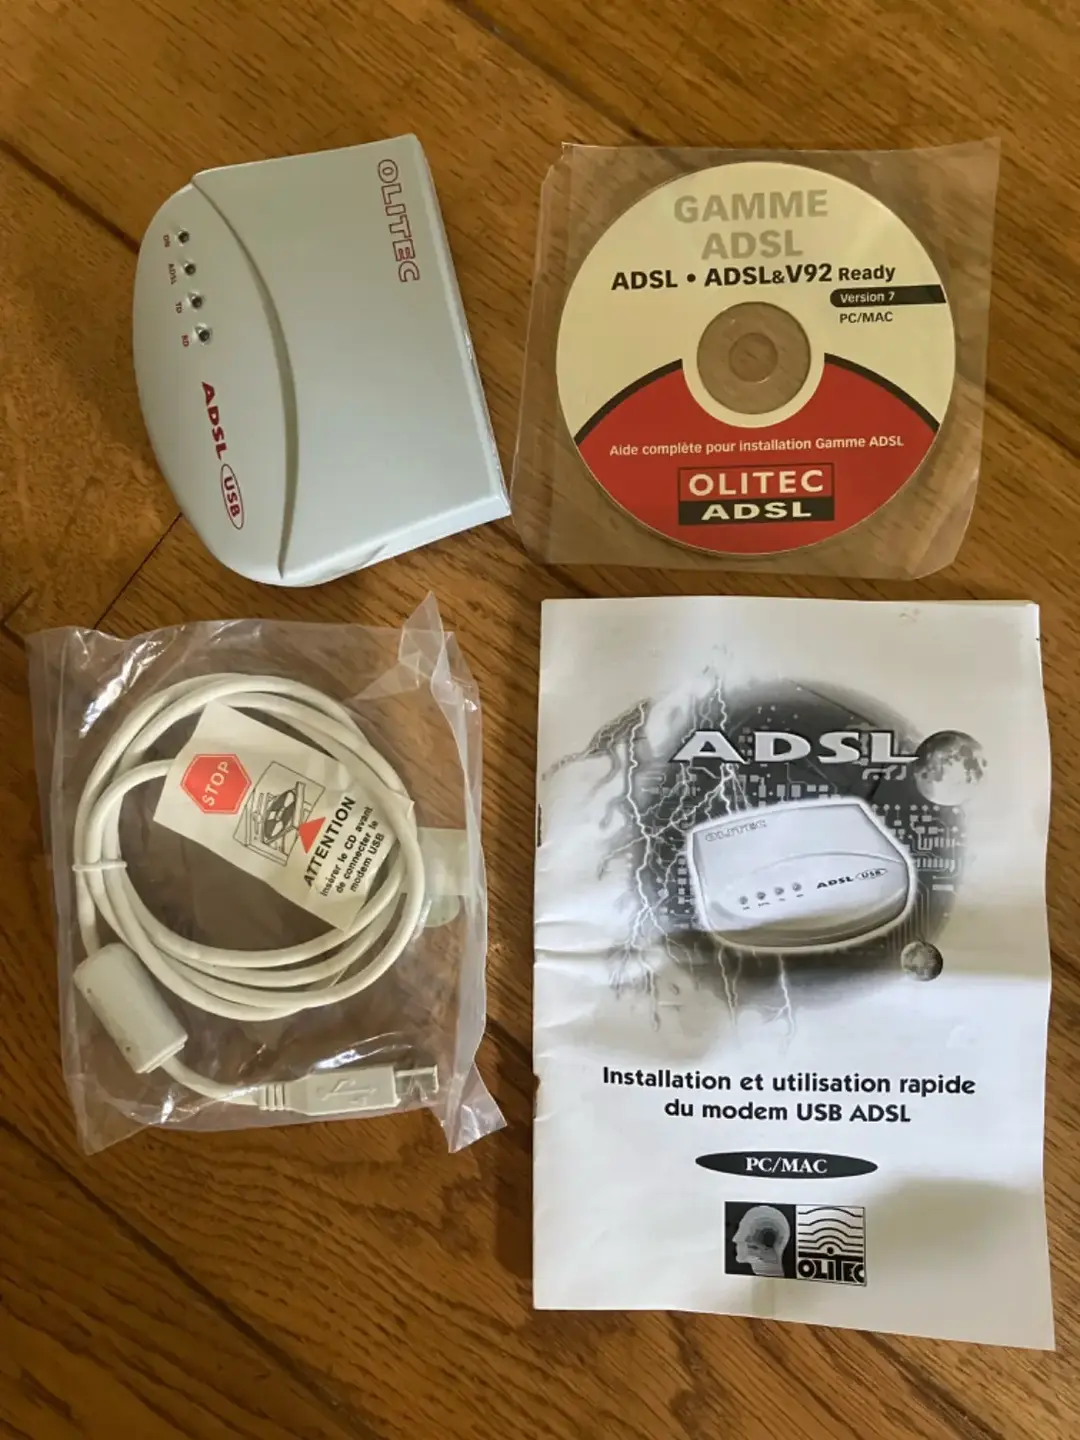 OLITEC
ON
ADSL
TD
RD
ADSL USB
GAMME
ADSL
ADSL • ADSL&V92 Ready
Version 7
PC/MAC
Aide complète pour installation Gamme ADSL
OLITEC
ADSL
STOP
ATTENTION
insérer le CD avant
de connecter le
modem USB
ADSL
OLITEC
ADSL USB
Installation et utilisation rapide
du modem USB ADSL
PC/MAC
OLITEC